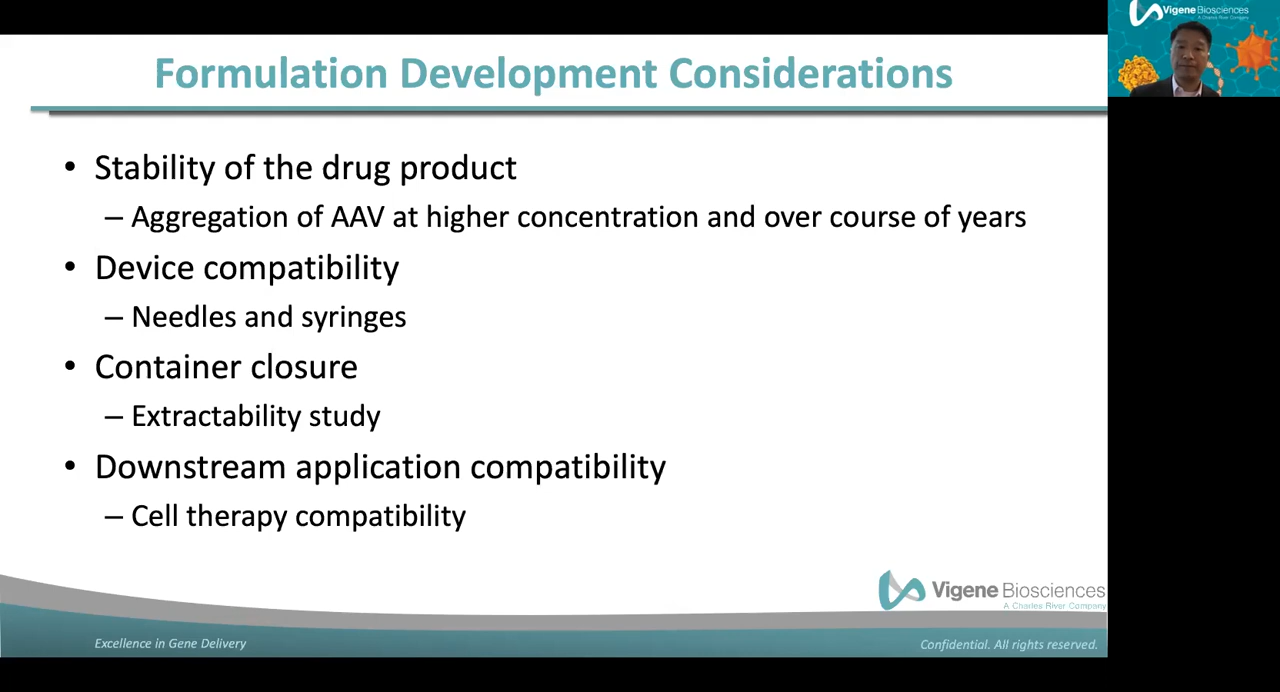 Formulation Development Considerations
• Stability of the drug product
– Aggregation of AAV at higher concentration and over course of years
• Device compatibility
– Needles and syringes
• Container closure
– Extractability study
• Downstream application compatibility
– Cell therapy compatibility
Vigene Biosciences
A Charles River Company
Excellence in Gene Delivery
Confidential. All rights reserved.
Vigene Biosciences
A Charles River Company